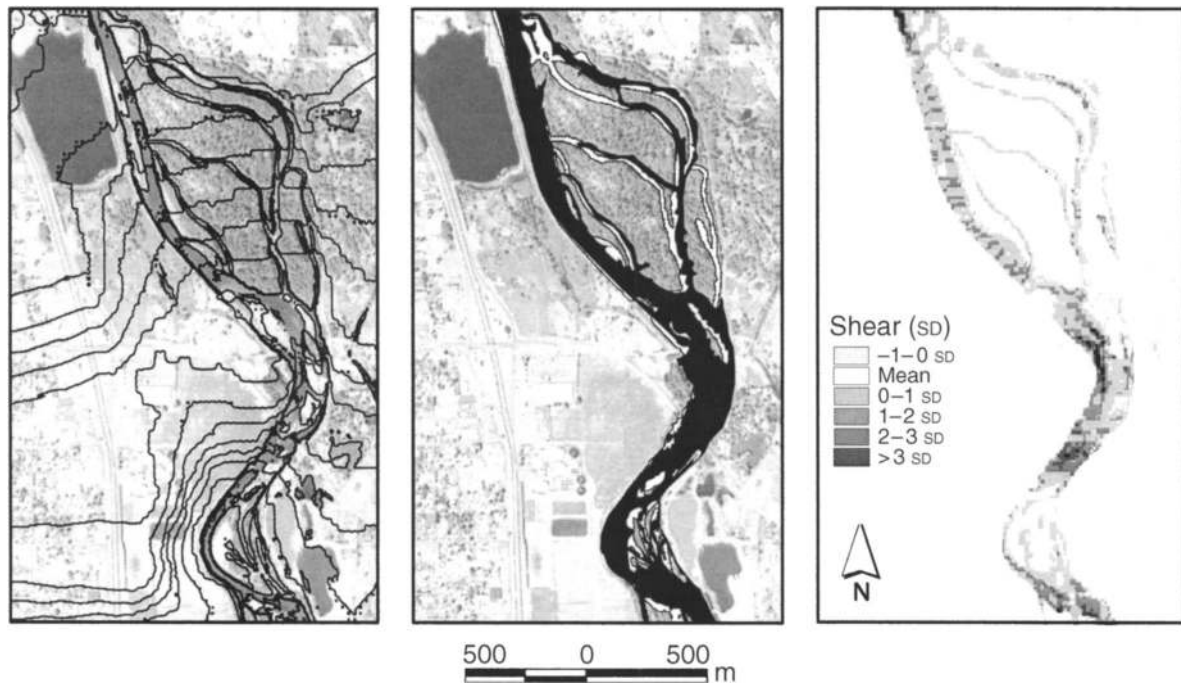 Shear (SD)
–1–0 SD
Mean
0–1 SD
1–2 SD
2–3 SD
>3 SD
N
500 0 500 m